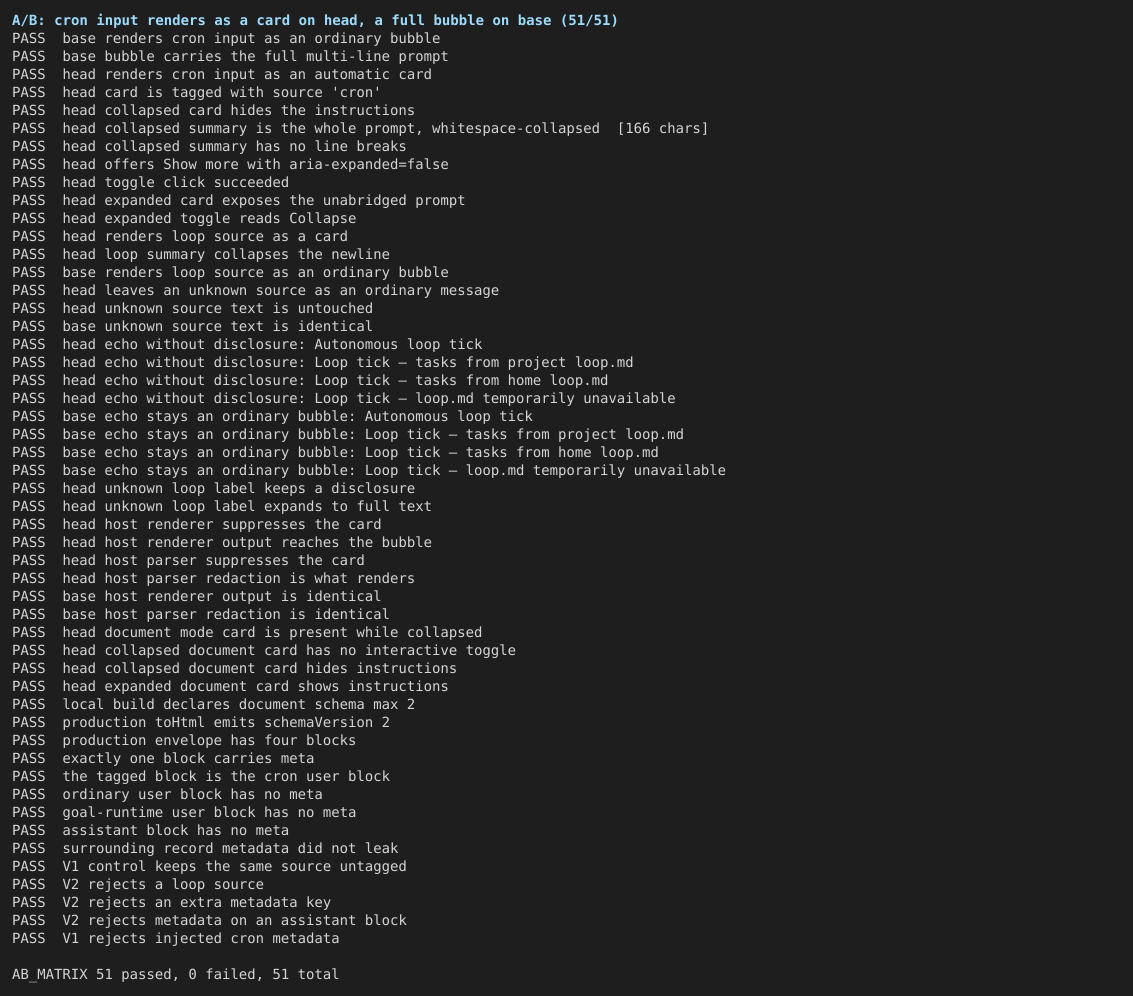 A/B: cron input renders as a card on head, a full bubble on base (51/51)
PASS  base renders cron input as an ordinary bubble
PASS  base bubble carries the full multi-line prompt
PASS  head renders cron input as an automatic card
PASS  head card is tagged with source 'cron'
PASS  head collapsed card hides the instructions
PASS  head collapsed summary is the whole prompt, whitespace-collapsed  [166 chars]
PASS  head collapsed summary has no line breaks
PASS  head offers Show more with aria-expanded=false
PASS  head toggle click succeeded
PASS  head expanded card exposes the unabridged prompt
PASS  head expanded toggle reads Collapse
PASS  head renders loop source as a card
PASS  head loop summary collapses the newline
PASS  base renders loop source as an ordinary bubble
PASS  head leaves an unknown source as an ordinary message
PASS  head unknown source text is untouched
PASS  base unknown source text is identical
PASS  head echo without disclosure: Autonomous loop tick
PASS  head echo without disclosure: Loop tick — tasks from project loop.md
PASS  head echo without disclosure: Loop tick — tasks from home loop.md
PASS  head echo without disclosure: Loop tick — loop.md temporarily unavailable
PASS  base echo stays an ordinary bubble: Autonomous loop tick
PASS  base echo stays an ordinary bubble: Loop tick — tasks from project loop.md
PASS  base echo stays an ordinary bubble: Loop tick — tasks from home loop.md
PASS  base echo stays an ordinary bubble: Loop tick — loop.md temporarily unavailable
PASS  head unknown loop label keeps a disclosure
PASS  head unknown loop label expands to full text
PASS  head host renderer suppresses the card
PASS  head host renderer output reaches the bubble
PASS  head host parser suppresses the card
PASS  head host parser redaction is what renders
PASS  base host renderer output is identical
PASS  base host parser redaction is identical
PASS  head document mode card is present while collapsed
PASS  head collapsed document card has no interactive toggle
PASS  head collapsed document card hides instructions
PASS  head expanded document card shows instructions
PASS  local build declares document schema max 2
PASS  production toHtml emits schemaVersion 2
PASS  production envelope has four blocks
PASS  exactly one block carries meta
PASS  the tagged block is the cron user block
PASS  ordinary user block has no meta
PASS  goal-runtime user block has no meta
PASS  assistant block has no meta
PASS  surrounding record metadata did not leak
PASS  V1 control keeps the same source untagged
PASS  V2 rejects a loop source
PASS  V2 rejects an extra metadata key
PASS  V2 rejects metadata on an assistant block
PASS  V1 rejects injected cron metadata
AB_MATRIX 51 passed, 0 failed, 51 total